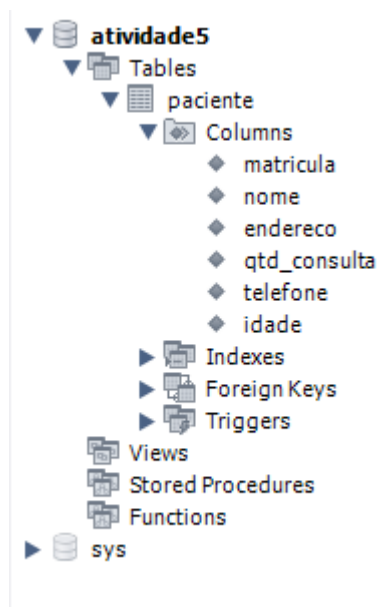 atividade5
Tables
paciente
Columns
matricula
nome
endereco
qtd_consulta
telefone
idade
Indexes
Foreign Keys
Triggers
Views
Stored Procedures
Functions
sys